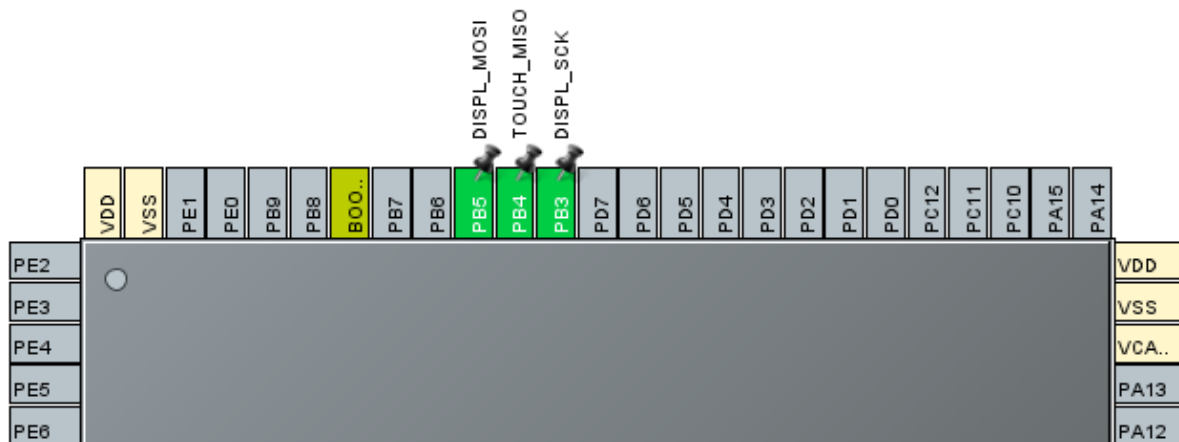 DISPL_MOSI
TOUCH_MISO
DISPL_SCK
VDD
VSS
PE1
PE0
PB9
PB8
BOO..
PB7
PB6
PB5
PB4
PB3
PD7
PD6
PD5
PD4
PD3
PD2
PD1
PD0
PC12
PC11
PC10
PA15
PA14
PE2
PE3
PE4
PE5
PE6
VDD
VSS
VCA..
PA13
PA12